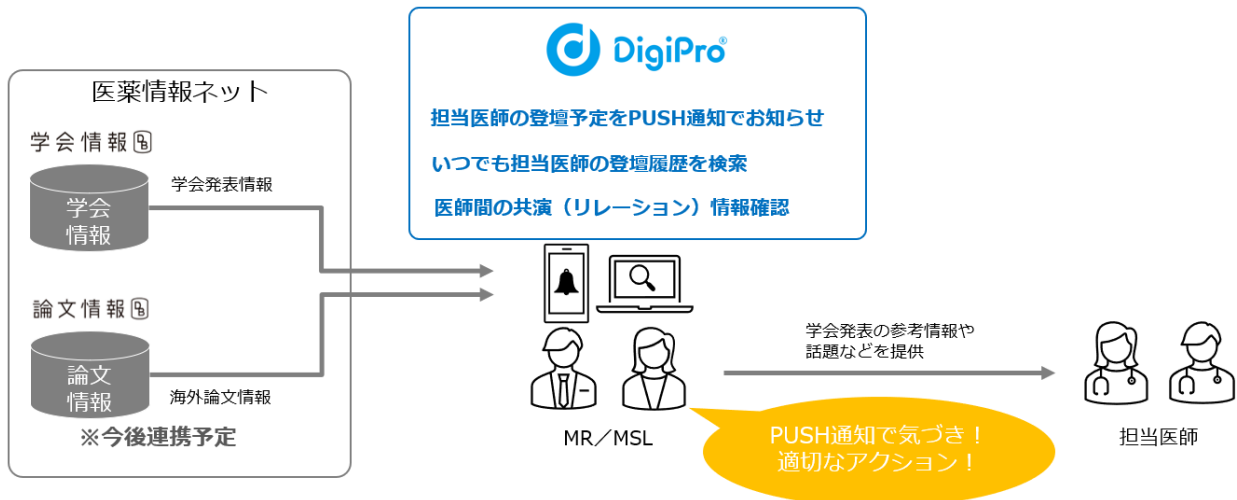 DigiPro®
担当医師の登壇予定をPUSH通知でお知らせ
いつでも担当医師の登壇履歴を検索
医師間の共演（リレーション）情報確認
医薬情報ネット
学会情報DB
学会発表情報
学会
情報
論文情報DB
論文
情報
海外論文情報
※今後連携予定
MR／MSL
学会発表の参考情報や
話題などを提供
PUSH通知で気づき！
適切なアクション！
担当医師